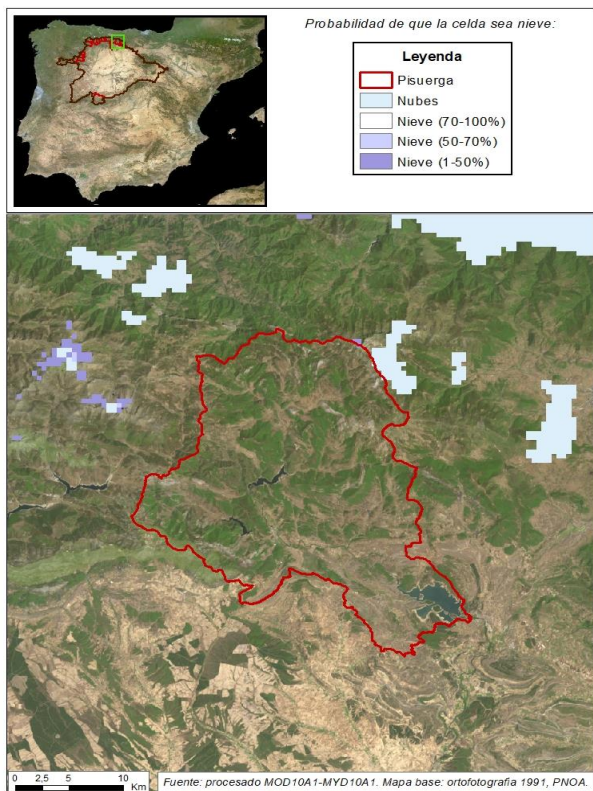 Probabilidad de que la celda sea nieve:
Leyenda
Pisuerga
Nubes
Nieve (70-100%)
Nieve (50-70%)
Nieve (1-50%)
0 2,5 5 10
Km
Fuente: procesado MOD10A1-MYD10A1. Mapa base: ortofotografia 1991, PNOA.